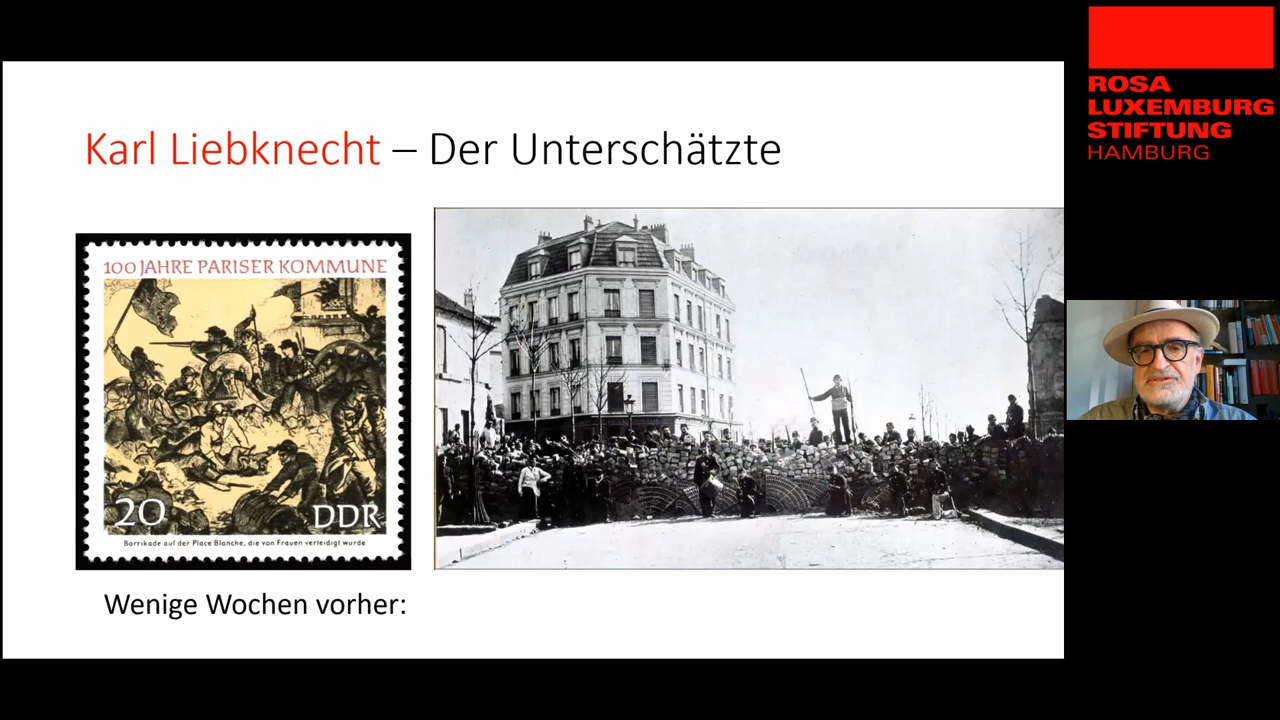 Karl Liebknecht – Der Unterschätzte
100 JAHRE PARISER KOMMUNE
20
DDR
Barrikade auf der Place Blanche, die von Frauen verteidigt wurde
Wenige Wochen vorher:
ROSA
LUXEMBURG
STIFTUNG
HAMBURG